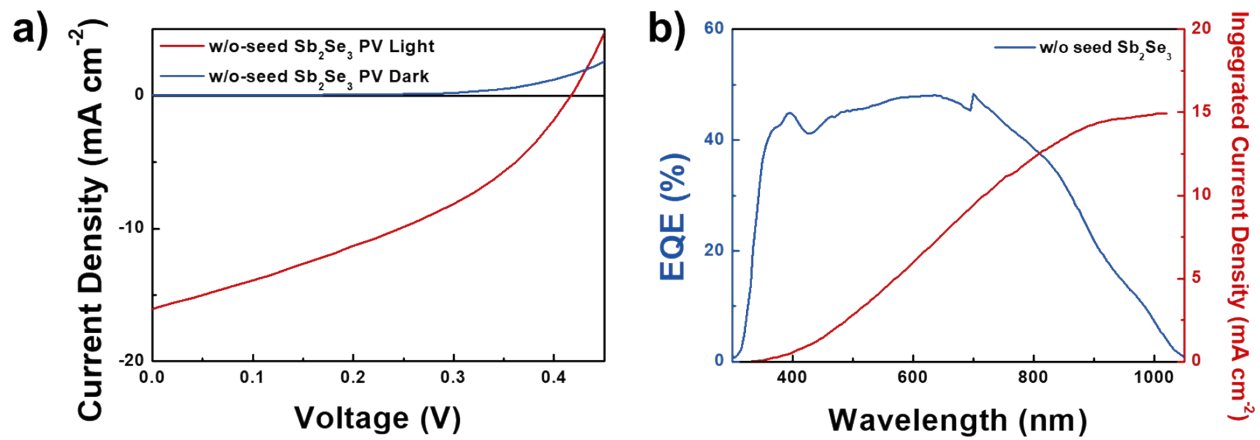 a)
Current Density (mA cm⁻²)
0
-10
-20
0.0 0.1 0.2 0.3 0.4
Voltage (V)
w/o-seed Sb₂Se₃ PV Light
w/o-seed Sb₂Se₃ PV Dark
b)
EQE (%)
60
40
20
0
400 600 800 1000
Wavelength (nm)
w/o seed Sb₂Se₃
20
15
10
5
0
Ingegrated Current Density (mA cm⁻²)